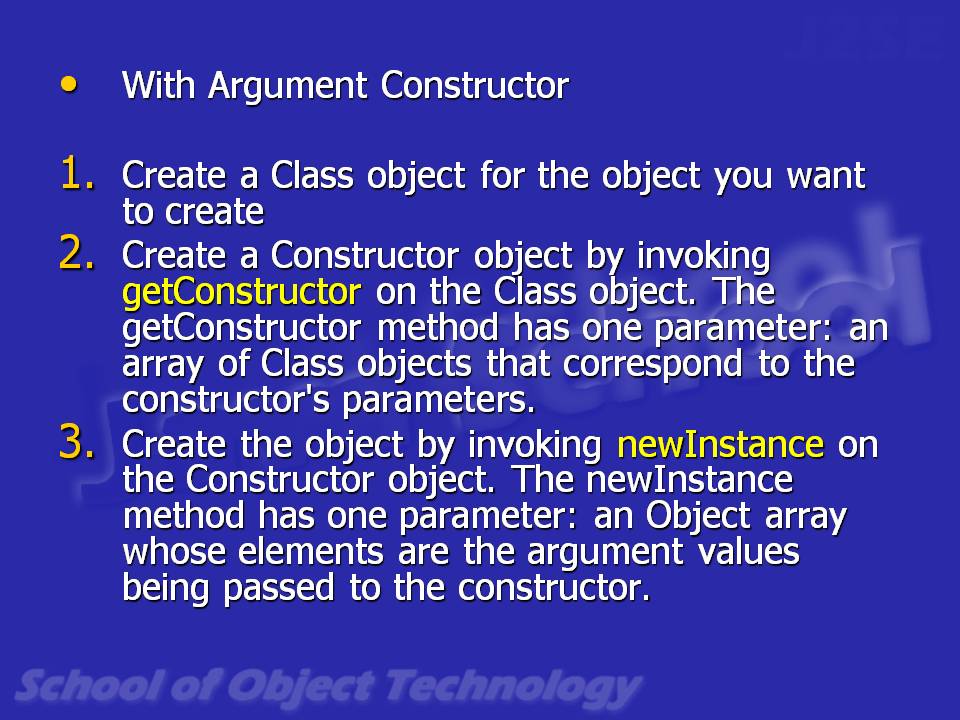 J2SE
• With Argument Constructor
1. Create a Class object for the object you want
to create
2. Create a Constructor object by invoking
getConstructor on the Class object. The
getConstructor method has one parameter: an
array of Class objects that correspond to the
constructor's parameters.
3. Create the object by invoking newInstance on
the Constructor object. The newInstance
method has one parameter: an Object array
whose elements are the argument values
being passed to the constructor.
School of Object Technology